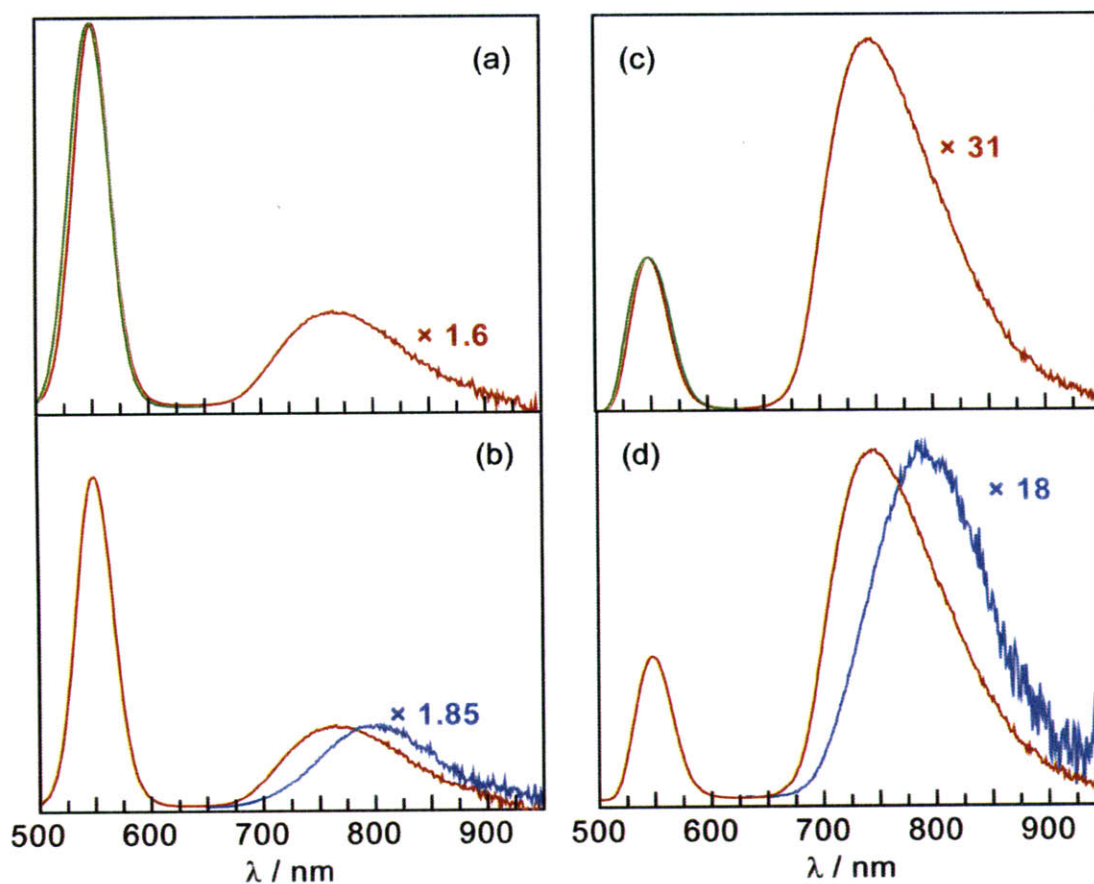 (a)
× 1.6
(c)
× 31
(b)
× 1.85
(d)
× 18
500 600 700 800 900
λ / nm
500 600 700 800 900
λ / nm